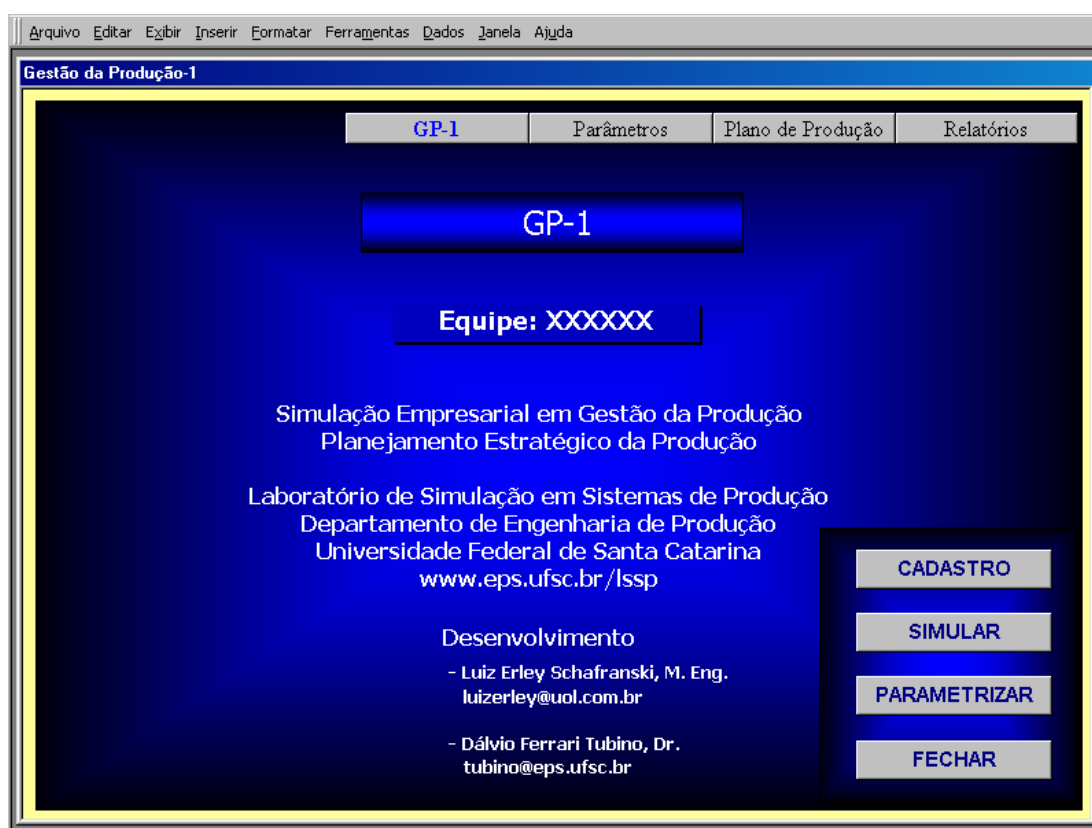 Arquivo Editar Exibir Inserir Formatar Ferramentas Dados Janela Ajuda
Gestão da Produção-1
GP-1 Parâmetros Plano de Produção Relatórios
GP-1
Equipe: XXXXXX
Simulação Empresarial em Gestão da Produção
Planejamento Estratégico da Produção
Laboratório de Simulação em Sistemas de Produção
Departamento de Engenharia de Produção
Universidade Federal de Santa Catarina
www.eps.ufsc.br/lssp
Desenvolvimento
- Luiz Erley Schafranski, M. Eng.
luizerley@uol.com.br
- Dálvio Ferrari Tubino, Dr.
tubino@eps.ufsc.br
CADASTRO
SIMULAR
PARAMETRIZAR
FECHAR